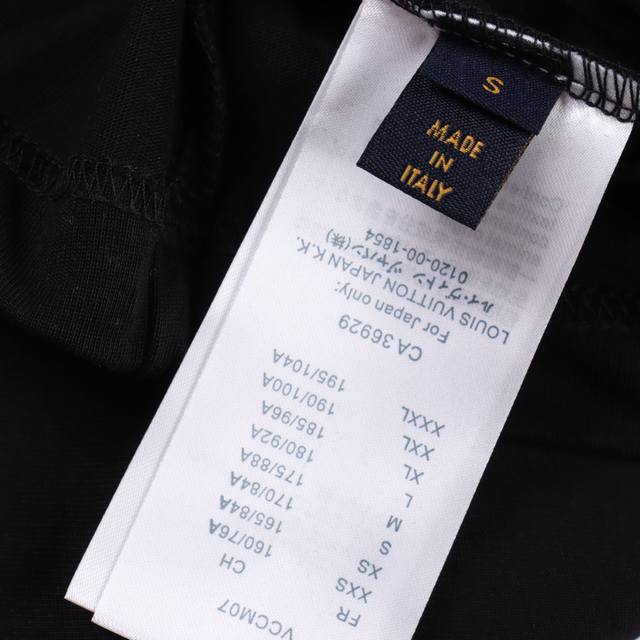 S
MADE
IN
ITALY
VCCM07
FR CH
XXS 160/76A
XS 165/84A
S 170/84A
M 175/88A
L 180/92A
XL 185/96A
XXL 190/100A
XXXL 195/104A
CA 36929
For Japan only:
LOUIS VUITTON JAPAN K.K.
ルイ・ヴィトン ジャパン(株)
0120-00-1864